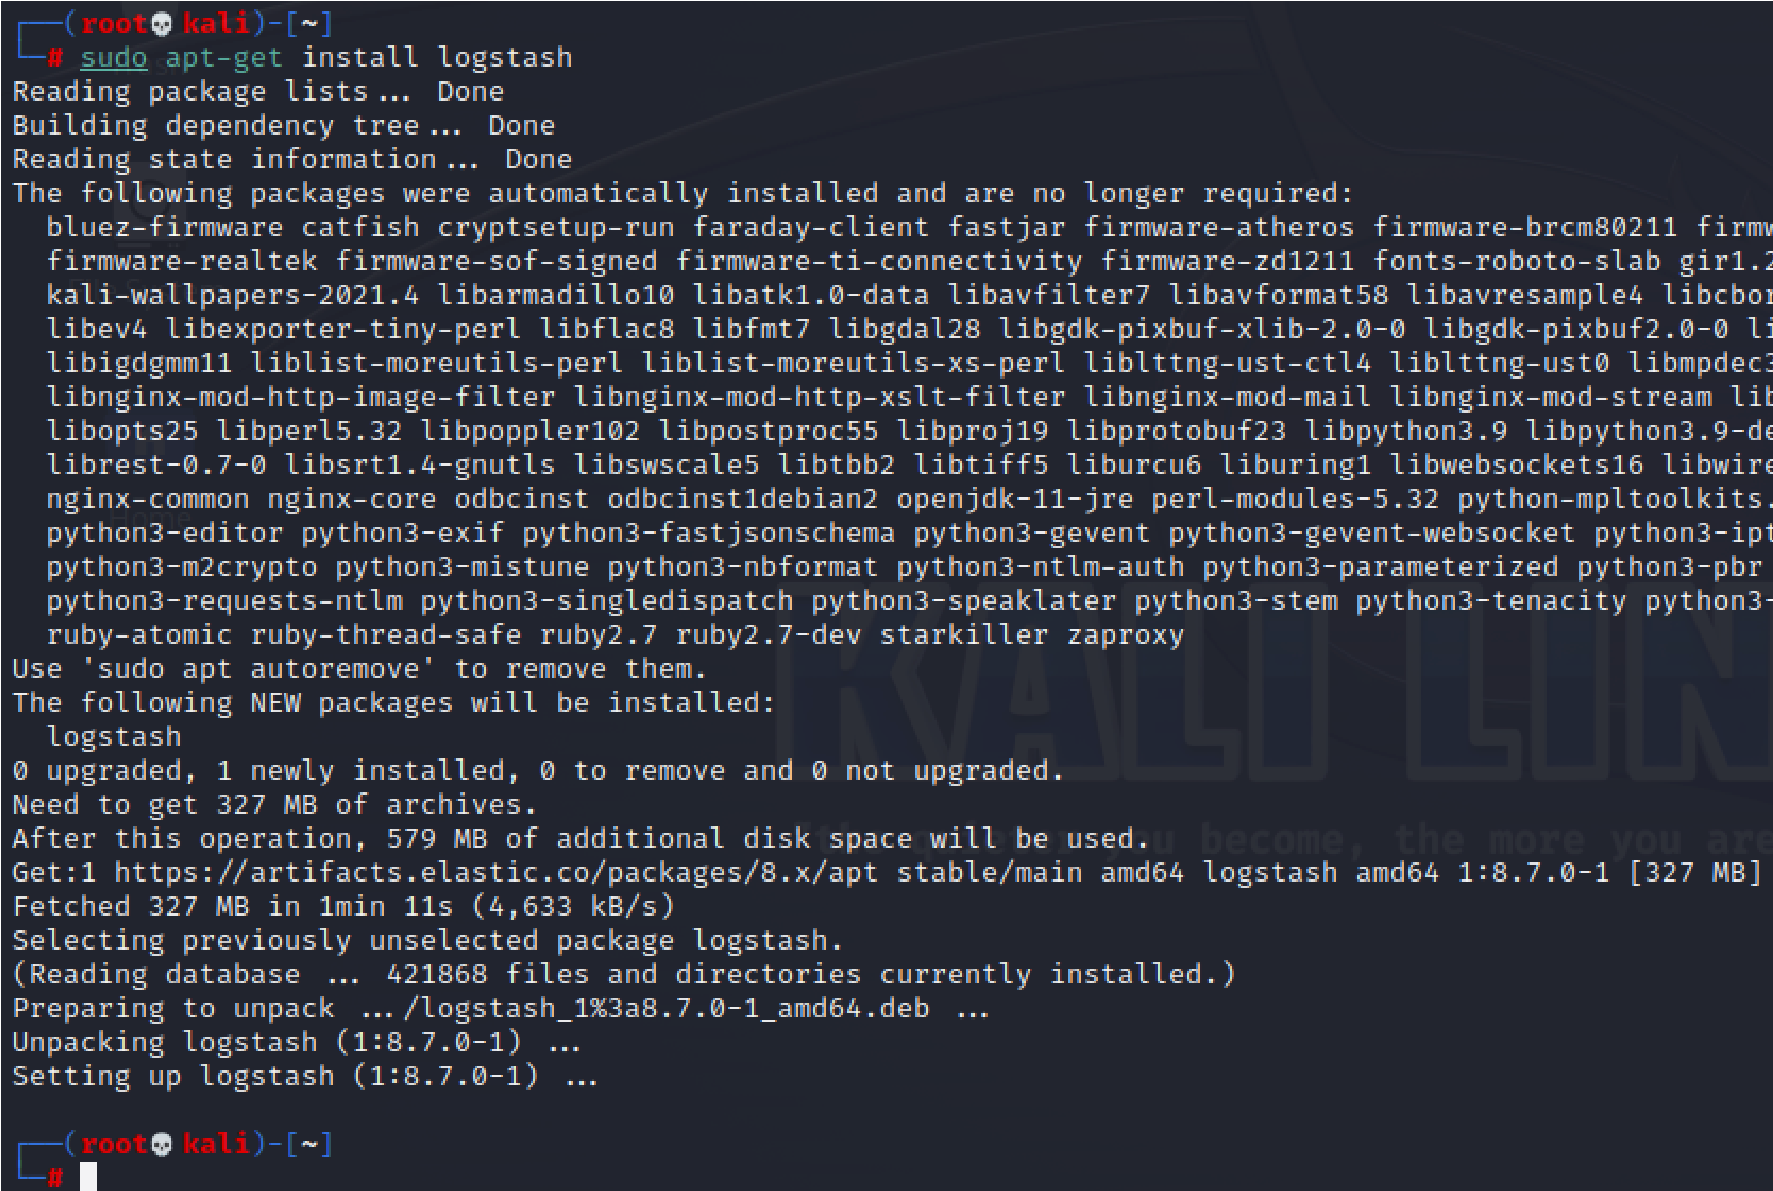 (root💀kali)-[~]
# sudo apt-get install logstash
Reading package lists... Done
Building dependency tree... Done
Reading state information... Done
The following packages were automatically installed and are no longer required:
bluez-firmware catfish cryptsetup-run faraday-client fastjar firmware-atheros firmware-brcm80211
firmware-realtek firmware-sof-signed firmware-ti-connectivity firmware-zd1211 fonts-roboto-slab
kali-wallpapers-2021.4 libarmadillo10 libatk1.0-data libavfilter7 libavformat58 libavresample4
libev4 libexporter-tiny-perl libflac8 libfmt7 libgdal28 libgdk-pixbuf-xlib-2.0-0 libgdk-pixbuf2.0-0
libigdgmm11 liblist-moreutils-perl liblist-moreutils-xs-perl liblttng-ust-ctl4 liblttng-ust0
libnginx-mod-http-image-filter libnginx-mod-http-xslt-filter libnginx-mod-mail libnginx-mod-stream
libopts25 libperl5.32 libpoppler102 libpostproc55 libproj19 libprotobuf23 libpython3.9
librest-0.7-0 libsrt1.4-gnutls libswscale5 libtbb2 libtiff5 liburcu6 liburing1 libwebsockets16
nginx-common nginx-core odbcinst odbcinst1debian2 openjdk-11-jre perl-modules-5.32
python3-editor python3-exif python3-fastjsonschema python3-gevent python3-gevent-websocket
python3-m2crypto python3-mistune python3-nbformat python3-ntlm-auth python3-parameterized python3-pbr
python3-requests-ntlm python3-singledispatch python3-speaklater python3-stem python3-tenacity
ruby-atomic ruby-thread-safe ruby2.7 ruby2.7-dev starkiller zaproxy
Use 'sudo apt autoremove' to remove them.
The following NEW packages will be installed:
logstash
0 upgraded, 1 newly installed, 0 to remove and 0 not upgraded.
Need to get 327 MB of archives.
After this operation, 579 MB of additional disk space will be used.
Get:1 https://artifacts.elastic.co/packages/8.x/apt stable/main amd64 logstash amd64 1:8.7.0-1 [327 MB]
Fetched 327 MB in 1min 11s (4,633 kB/s)
Selecting previously unselected package logstash.
(Reading database ... 421868 files and directories currently installed.)
Preparing to unpack .../logstash_1%3a8.7.0-1_amd64.deb ...
Unpacking logstash (1:8.7.0-1) ...
Setting up logstash (1:8.7.0-1) ...
(root💀kali)-[~]
#